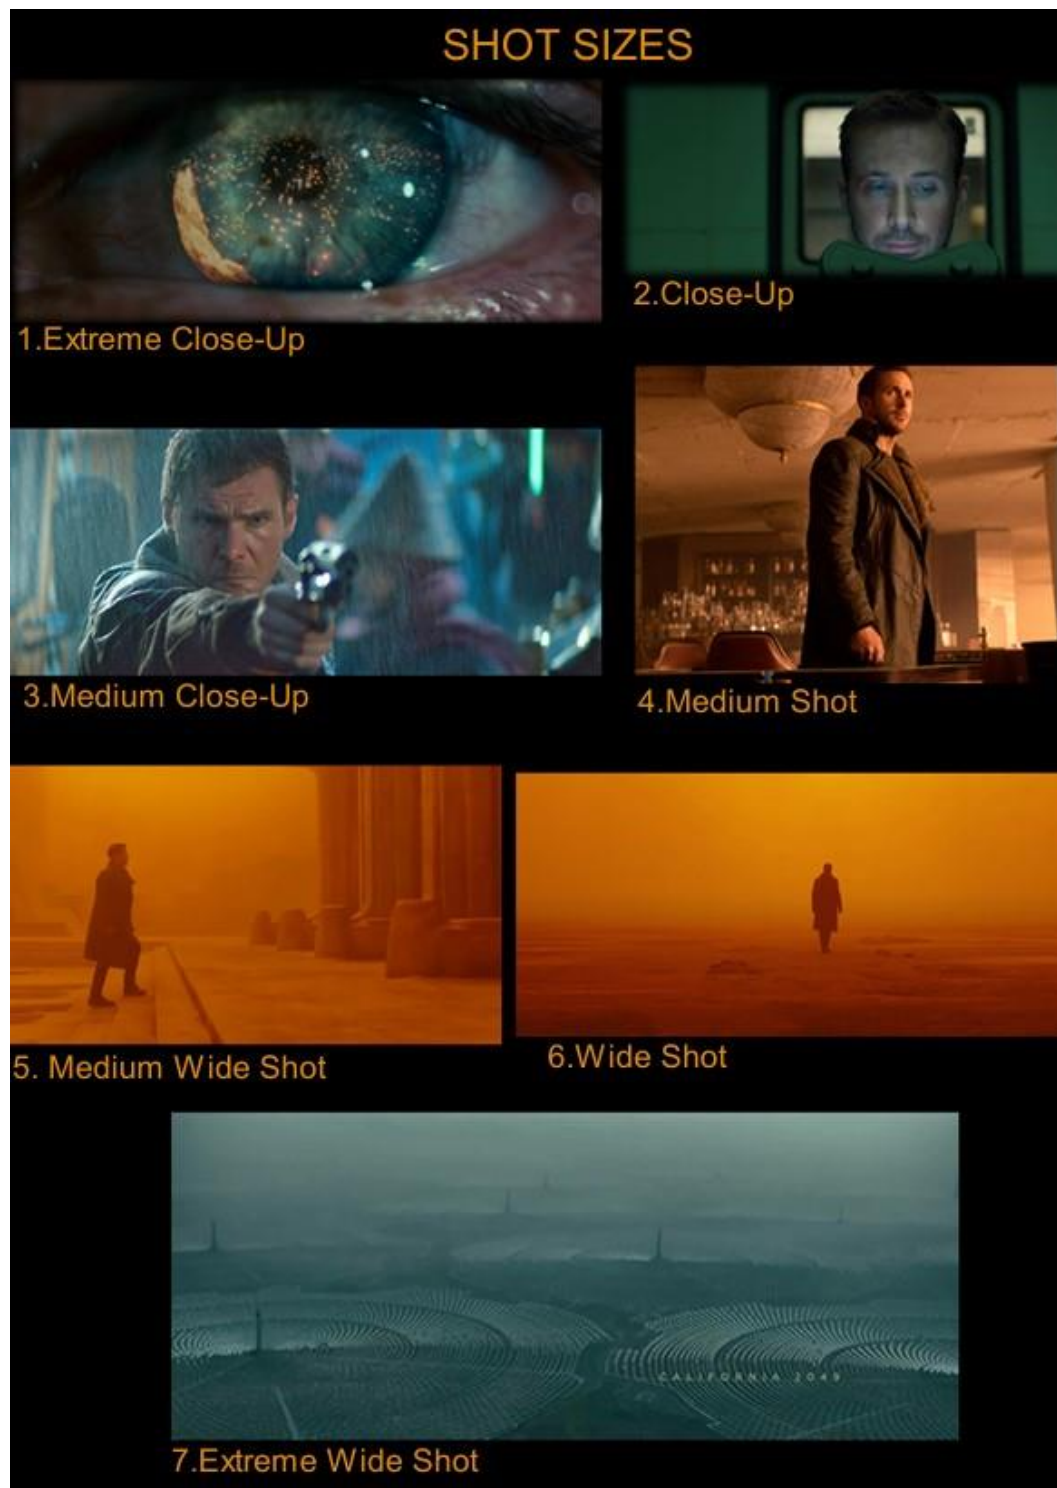 SHOT SIZES
1.Extreme Close-Up
2.Close-Up
3.Medium Close-Up
4.Medium Shot
5. Medium Wide Shot
6.Wide Shot
CALIFORNIA 2049
7.Extreme Wide Shot